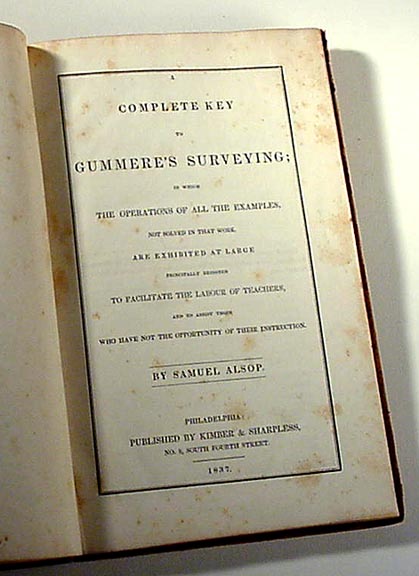 A
COMPLETE KEY
TO
GUMMERE'S SURVEYING;
IN WHICH
THE OPERATIONS OF ALL THE EXAMPLES,
NOT SOLVED IN THAT WORK,
ARE EXHIBITED AT LARGE
PRINCIPALLY DESIGNED
TO FACILITATE THE LABOUR OF TEACHERS,
AND TO ASSIST THOSE
WHO HAVE NOT THE OPPORTUNITY OF THEIR INSTRUCTION.
BY SAMUEL ALSOP.
PHILADELPHIA:
PUBLISHED BY KIMBER & SHARPLESS,
NO. 8, SOUTH FOURTH STREET.
1837.